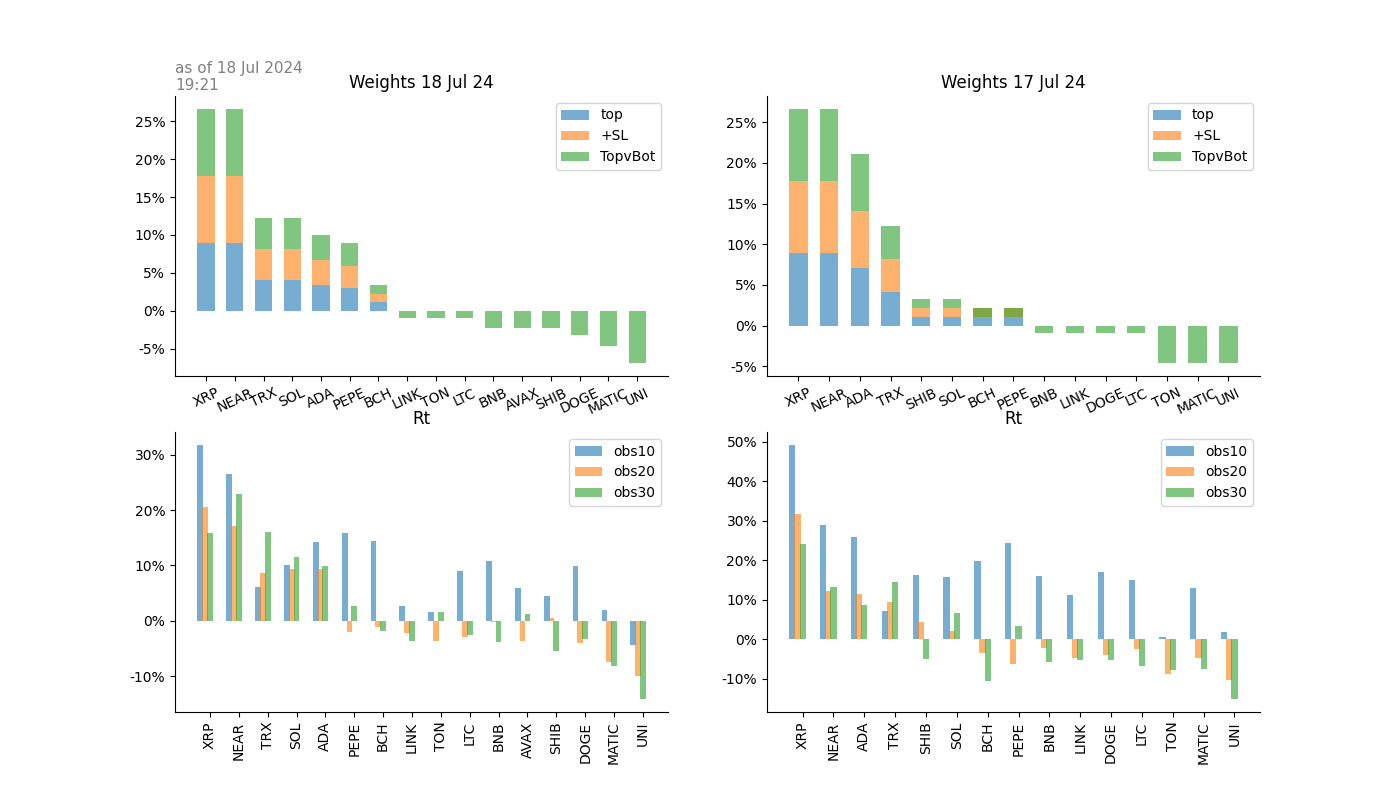 as of 18 Jul 2024
19:21
Weights 18 Jul 24
25%
20%
15%
10%
5%
0%
-5%
top
+SL
TopvBot
XRP NEAR TRX SOL ADA PEPE BCH LINK TON LTC BNB AVAX SHIB DOGE MATIC UNI
Weights 17 Jul 24
25%
20%
15%
10%
5%
0%
-5%
top
+SL
TopvBot
XRP NEAR ADA TRX SHIB SOL BCH PEPE BNB LINK DOGE LTC TON MATIC UNI
Rt
30%
20%
10%
0%
-10%
obs10
obs20
obs30
XRP NEAR TRX SOL ADA PEPE BCH LINK TON LTC BNB AVAX SHIB DOGE MATIC UNI
Rt
50%
40%
30%
20%
10%
0%
-10%
obs10
obs20
obs30
XRP NEAR ADA TRX SHIB SOL BCH PEPE BNB LINK DOGE LTC TON MATIC UNI